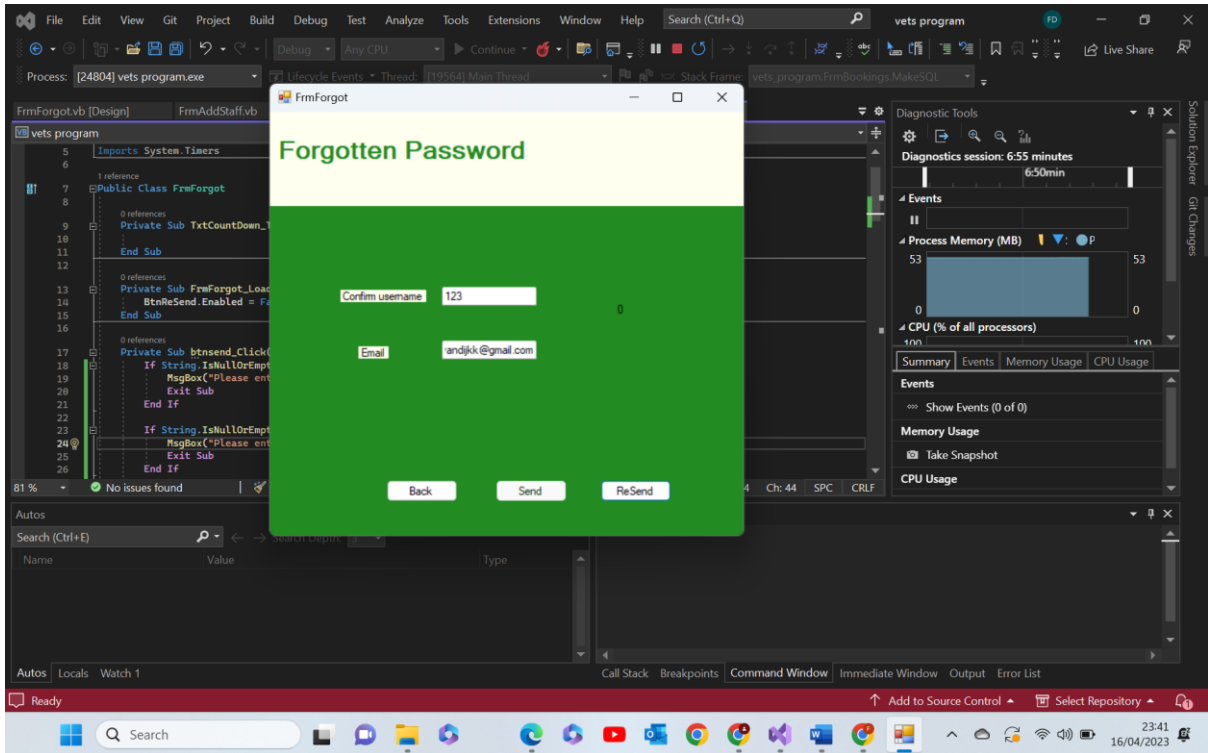 File Edit View Git Project Build Debug Test Analyze Tools Extensions Window Help Search (Ctrl+Q) vets program FD
Debug Any CPU Continue Live Share
Process: [24804] vets program.exe Lifecycle Events Thread: [19564] Main Thread Stack Frame: vets_program.FrmBookings.MakeSQL
FrmForgot.vb [Design] FrmAddStaff.vb
vets program
5 Imports System.Timers
6
1 reference
7 Public Class FrmForgot
8
0 references
9 Private Sub TxtCountDown_
10
11 End Sub
12
0 references
13 Private Sub FrmForgot_Loa
14 BtnReSend.Enabled = Fa
15 End Sub
16
0 references
17 Private Sub btnsend_Click(
18 If String.IsNullOrEmpt
19 MsgBox("Please ent
20 Exit Sub
21 End If
22
23 If String.IsNullOrEmpt
24 MsgBox("Please ent
25 Exit Sub
26 End If
81 % No issues found Ch: 44 SPC CRLF
FrmForgot
Forgotten Password
Confirm username 123
0
Email andijkk@gmail.com
Back Send ReSend
Diagnostic Tools
Diagnostics session: 6:55 minutes
6:50min
Events
Process Memory (MB) P
53 53
0 0
CPU (% of all processors)
100 100
Summary Events Memory Usage CPU Usage
Events
Show Events (0 of 0)
Memory Usage
Take Snapshot
CPU Usage
Solution Explorer
Git Changes
Autos
Search (Ctrl+E) Search Depth: 3
Name Value Type
Autos Locals Watch 1
Call Stack Breakpoints Command Window Immediate Window Output Error List
Ready Add to Source Control Select Repository
Search
23:41
16/04/2023